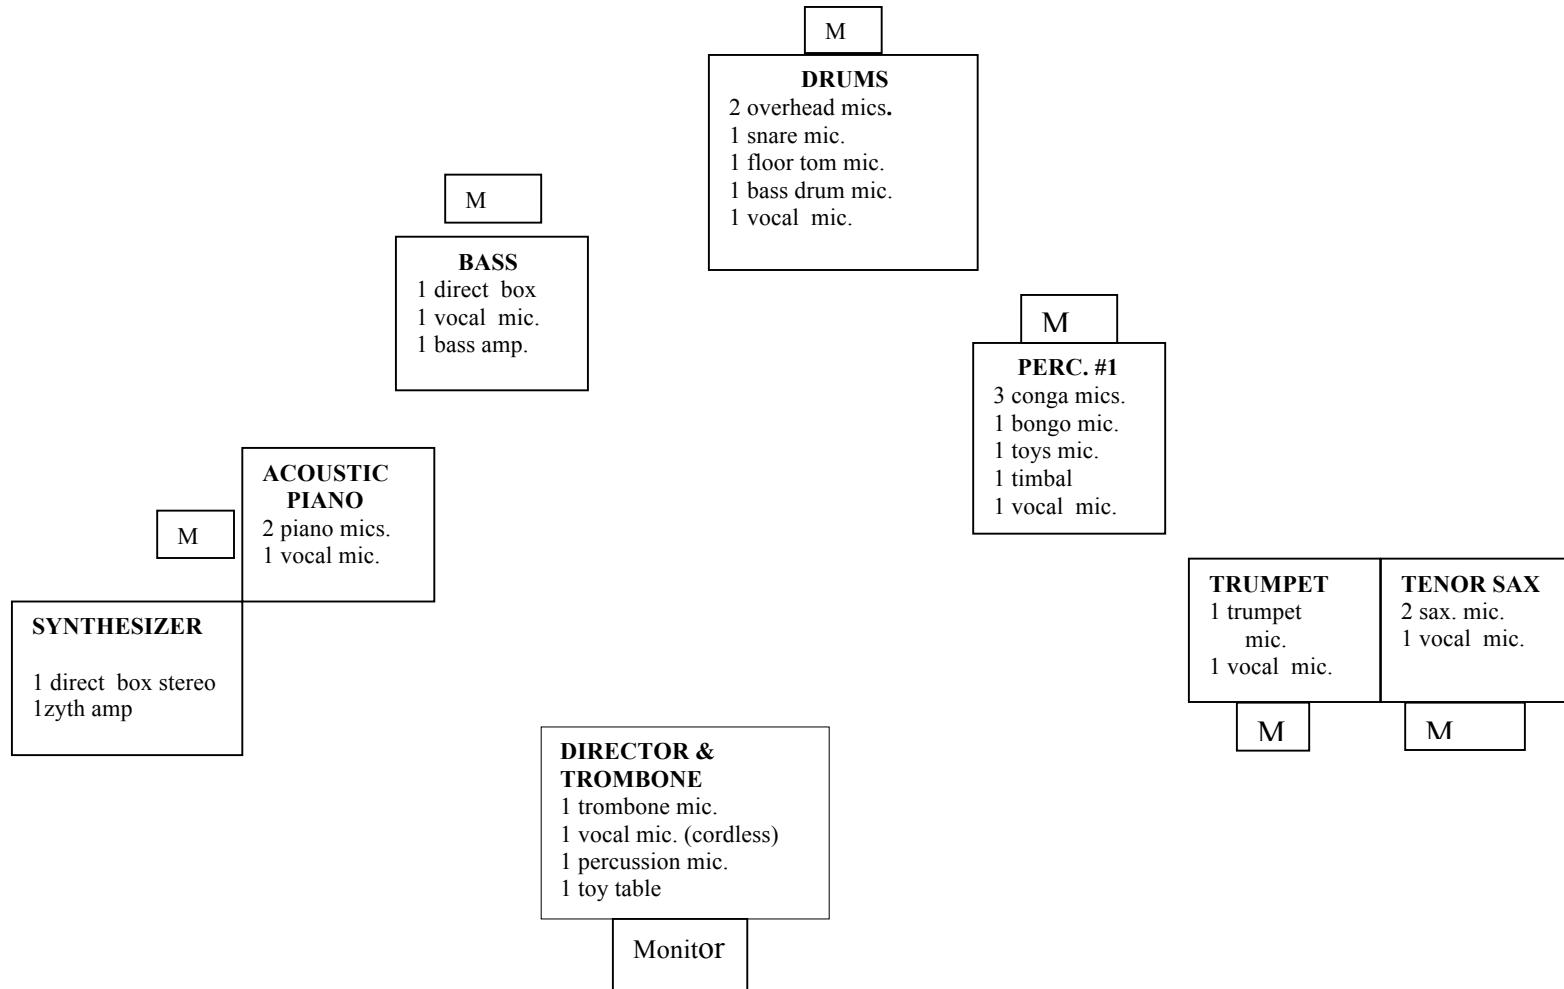 M
DRUMS
2 overhead mics.
1 snare mic.
1 floor tom mic.
1 bass drum mic.
1 vocal mic.
M
BASS
1 direct box
1 vocal mic.
1 bass amp.
M
PERC. #1
3 conga mics.
1 bongo mic.
1 toys mic.
1 timbal
1 vocal mic.
ACOUSTIC
PIANO
2 piano mics.
1 vocal mic.
M
SYNTHESIZER
1 direct box stereo
1zyth amp
TRUMPET
1 trumpet
mic.
1 vocal mic.
M
TENOR SAX
2 sax. mic.
1 vocal mic.
M
DIRECTOR &
TROMBONE
1 trombone mic.
1 vocal mic. (cordless)
1 percussion mic.
1 toy table
Monitor